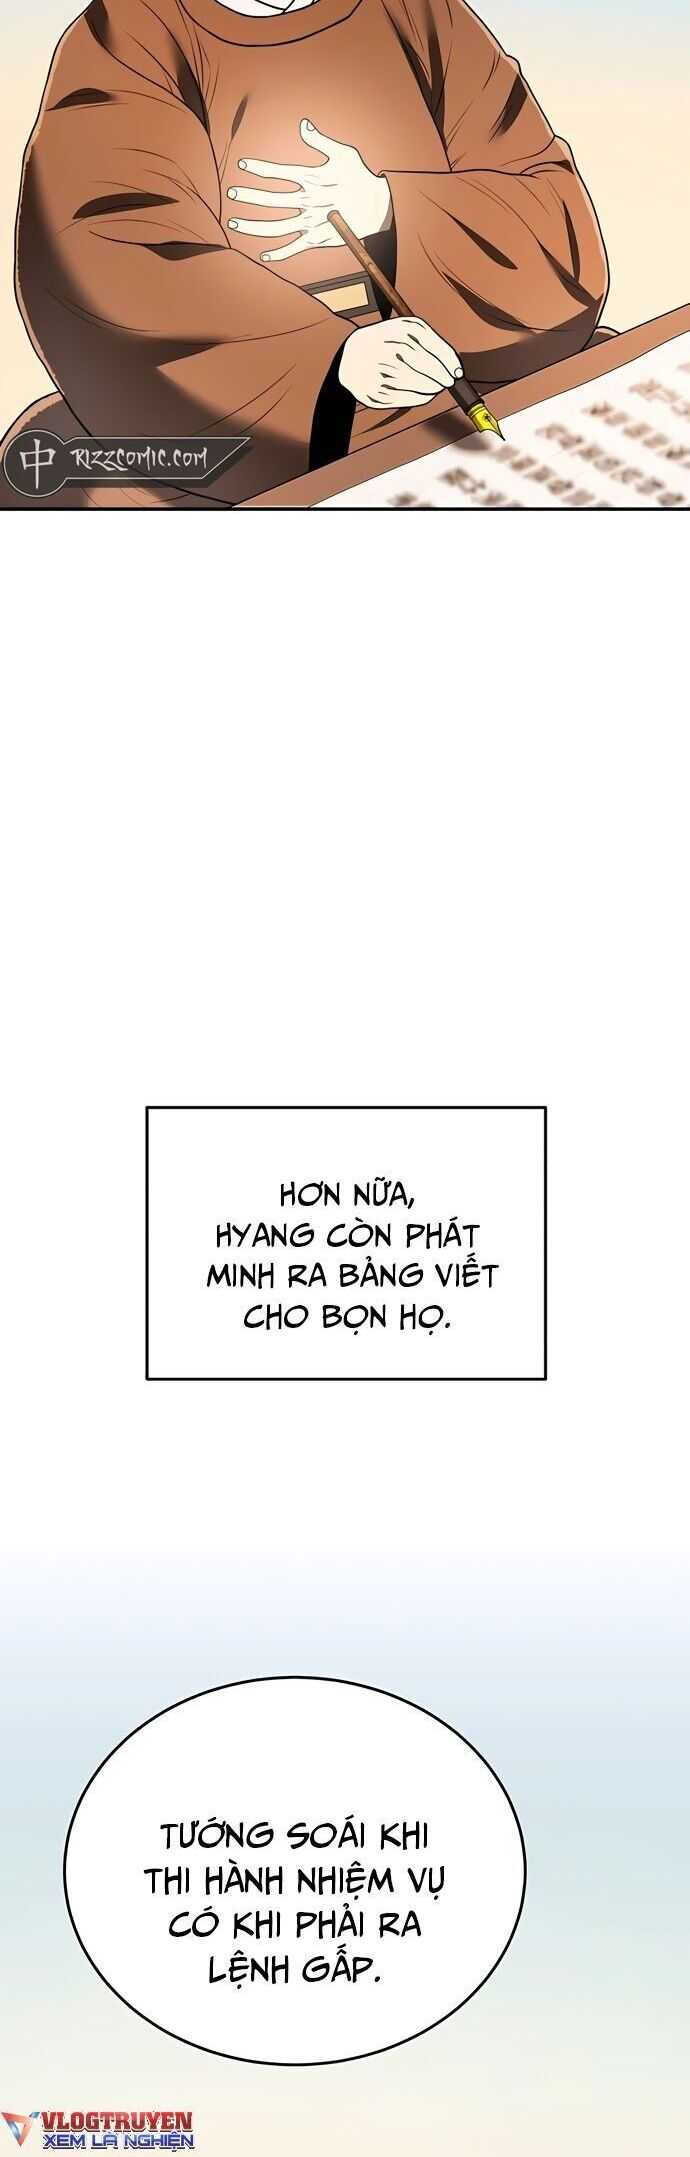 中 RIZZCOMIC.COM
HƠN NỮA,
HYANG CÒN PHÁT
MINH RA BẢNG VIẾT
CHO BỌN HỌ.
TƯỚNG SOÁI KHI
THI HÀNH NHIỆM VỤ
CÓ KHI PHẢI RA
LỆNH GẤP.
VLOGTRUYEN
XEM LÀ NGHIỆN